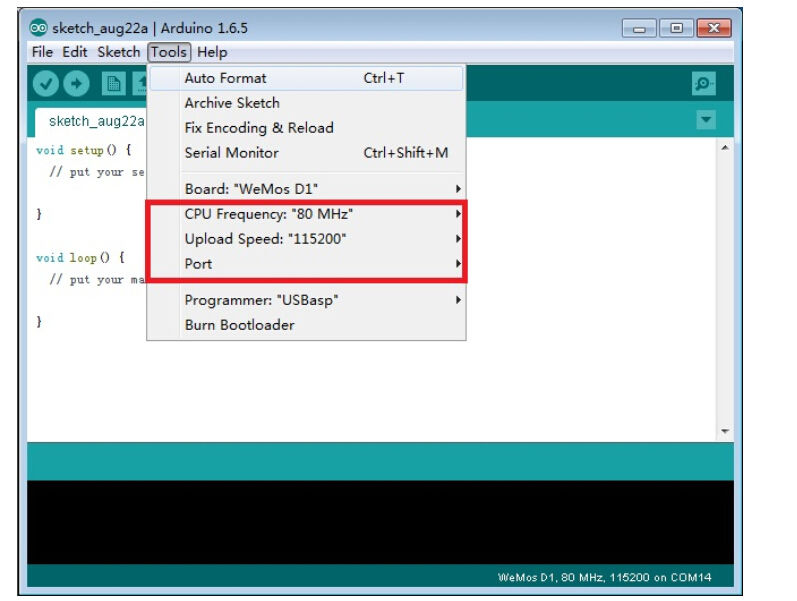 sketch_aug22a | Arduino 1.6.5
File Edit Sketch Tools Help
Auto Format Ctrl+T
Archive Sketch
sketch_aug22a
Fix Encoding & Reload
void setup() {
Serial Monitor Ctrl+Shift+M
// put your se
Board: "WeMos D1"
}
CPU Frequency: "80 MHz"
Upload Speed: "115200"
void loop() {
Port
// put your ma
Programmer: "USBasp"
}
Burn Bootloader
WeMos D1, 80 MHz, 115200 on COM14